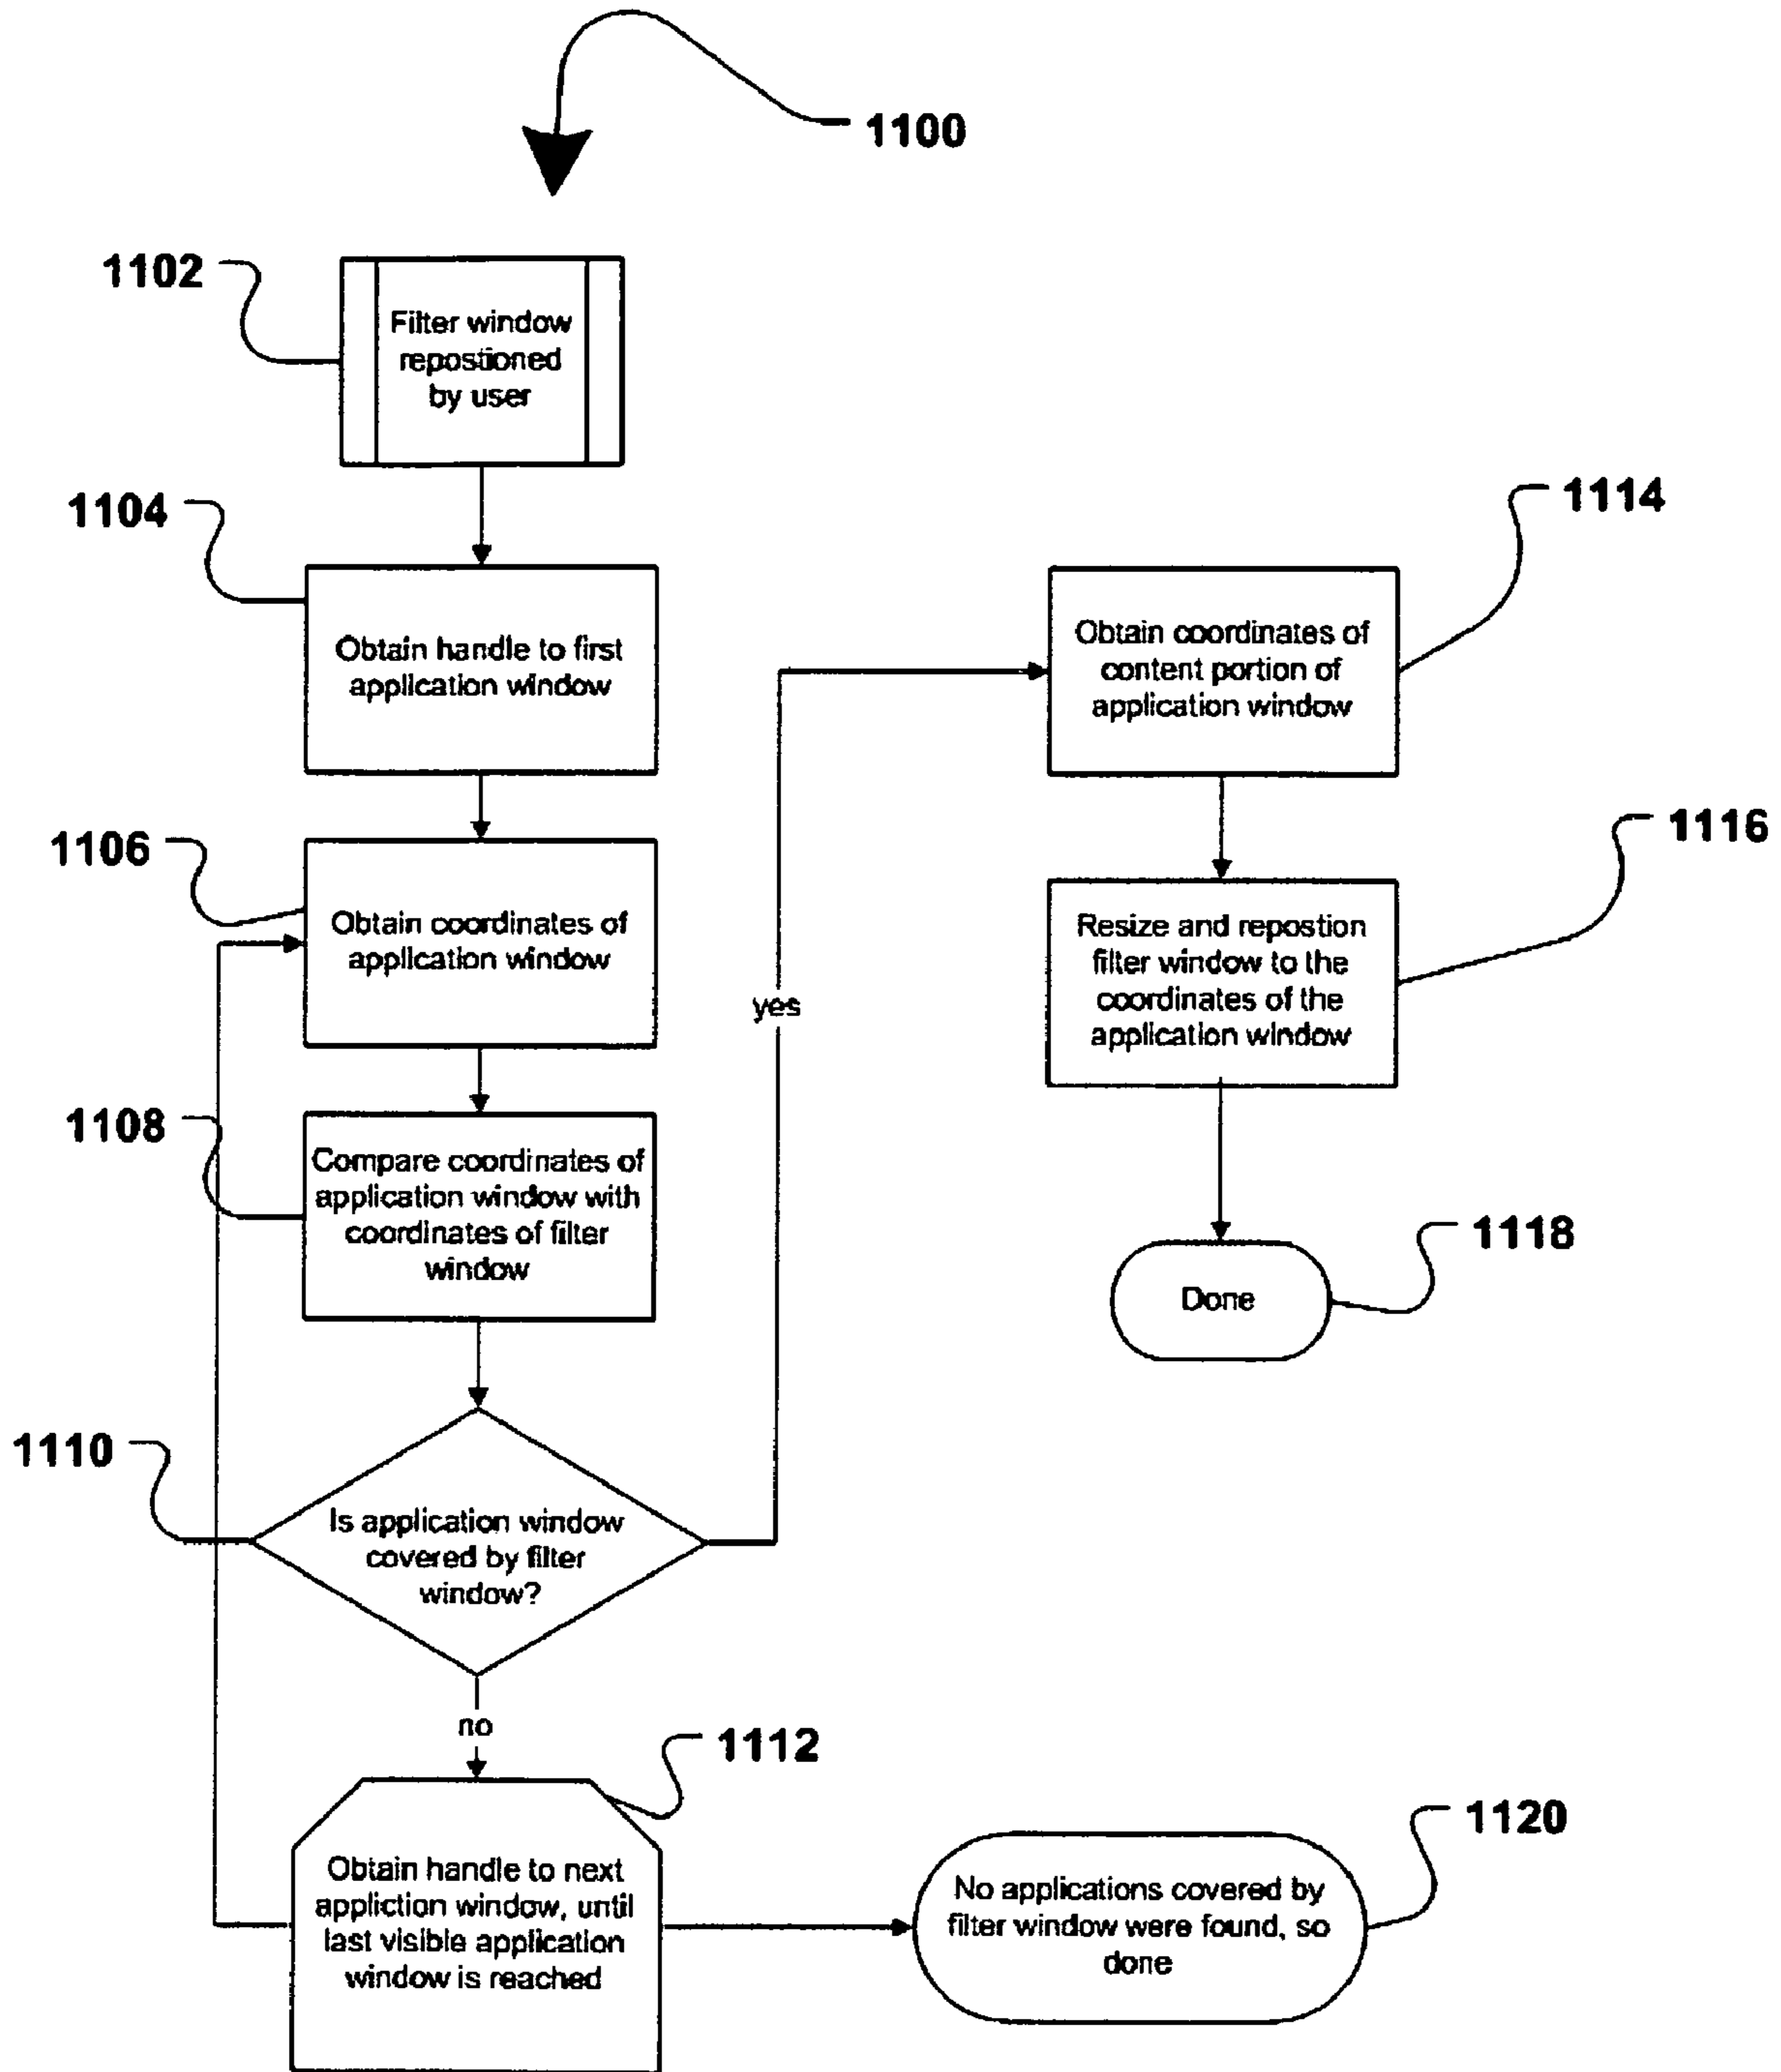 1100
1102
Filter window
repostioned
by user
1104
Obtain handle to first
application window
1106
Obtain coordinates of
application window
1108
Compare coordinates of
application window with
coordinates of filter
window
1110
Is application window
covered by filter
window?
yes
no
1112
Obtain handle to next
appliction window, until
last visible application
window is reached
1114
Obtain coordinates of
content portion of
application window
1116
Resize and repostion
filter window to the
coordinates of the
application window
1118
Done
1120
No applications covered by
filter window were found, so
done